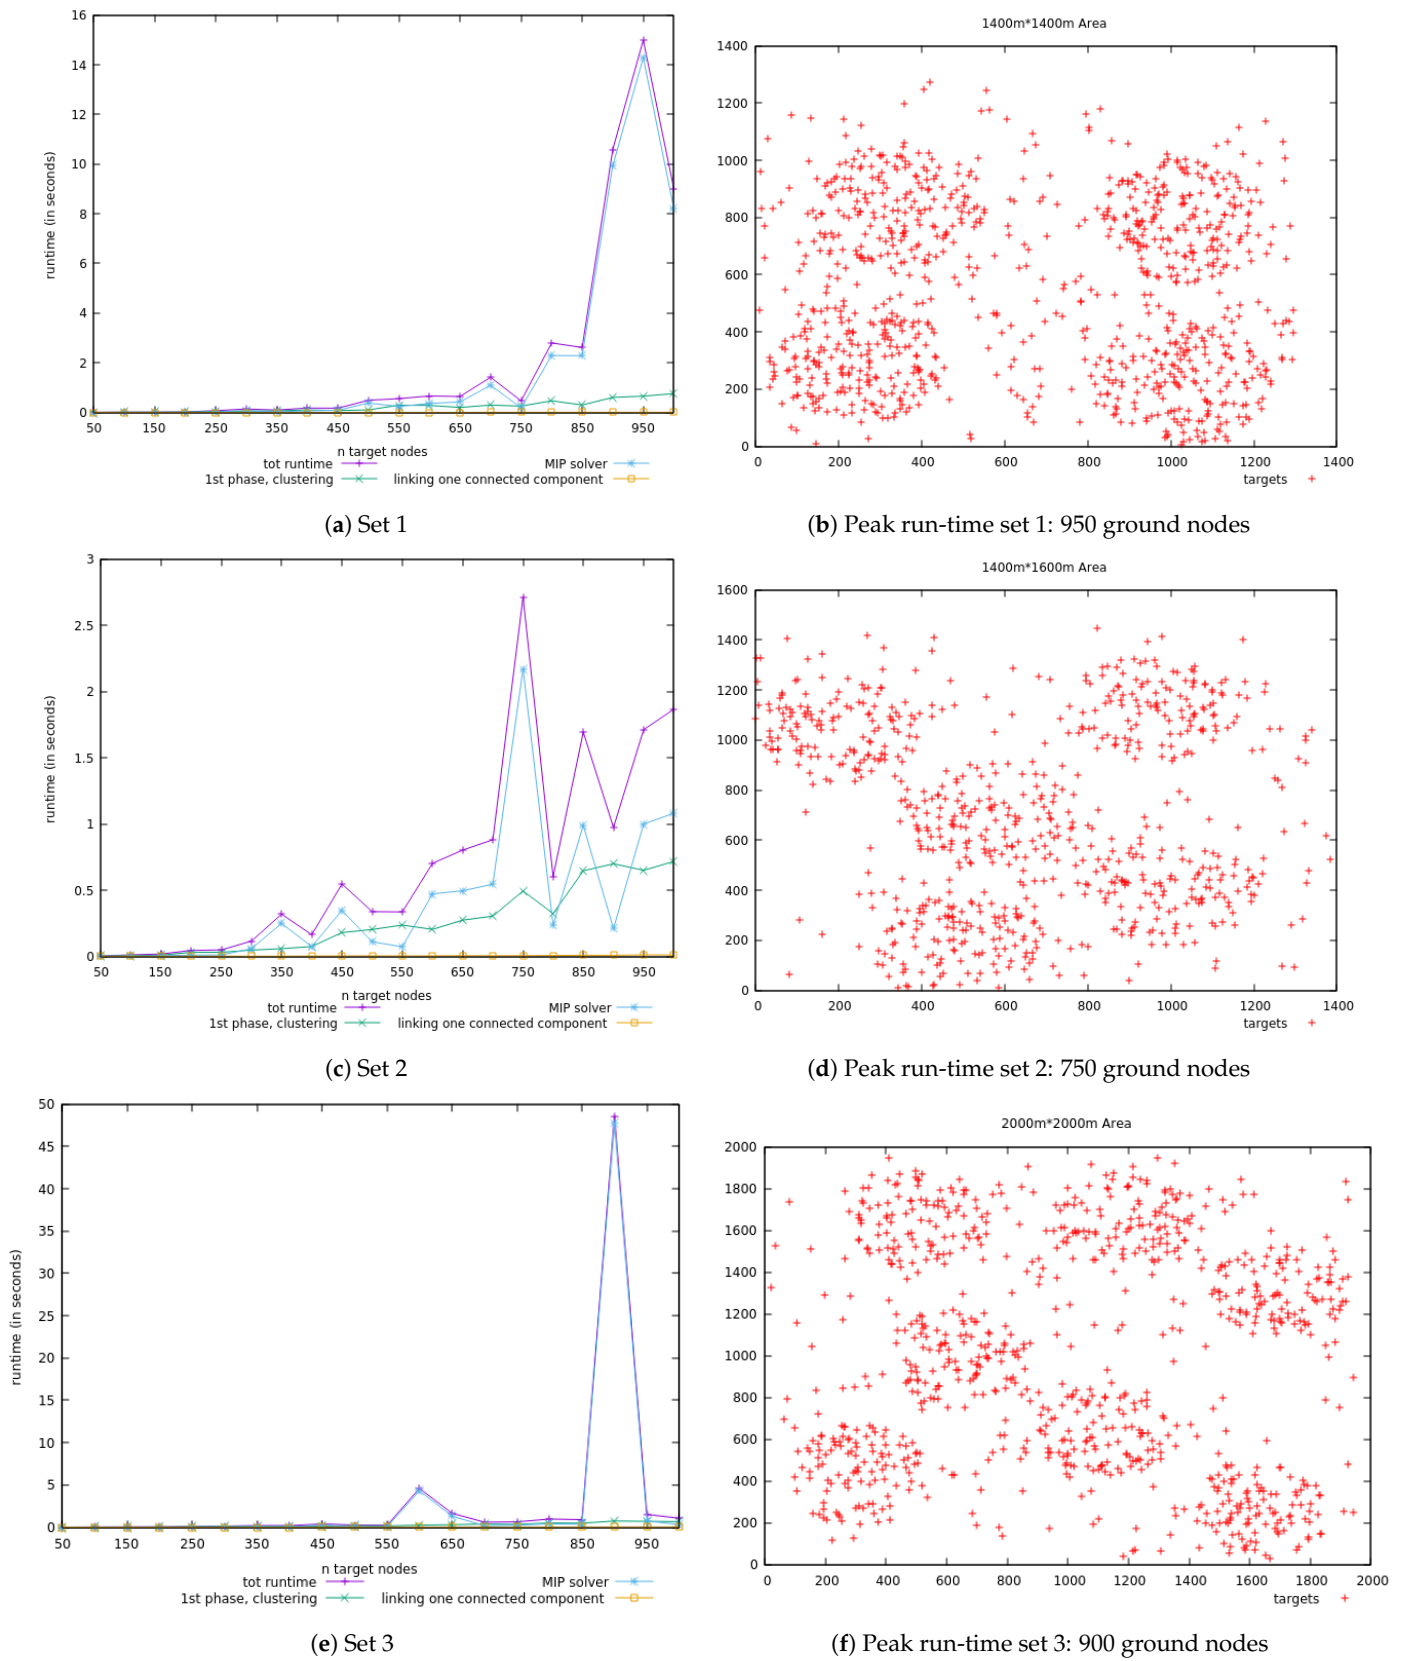 16
14
12
10
8
6
4
2
0
runtime (in seconds)
50 150 250 350 450 550 650 750 850 950
n target nodes
tot runtime
MIP solver
1st phase, clustering
linking one connected component
(a) Set 1
1400m*1400m Area
1400
1200
1000
800
600
400
200
0
0 200 400 600 800 1000 1200 1400
targets
(b) Peak run-time set 1: 950 ground nodes
3
2.5
2
1.5
1
0.5
0
runtime (in seconds)
50 150 250 350 450 550 650 750 850 950
n target nodes
tot runtime
MIP solver
1st phase, clustering
linking one connected component
(c) Set 2
1400m*1600m Area
1600
1400
1200
1000
800
600
400
200
0
0 200 400 600 800 1000 1200 1400
targets
(d) Peak run-time set 2: 750 ground nodes
50
45
40
35
30
25
20
15
10
5
0
runtime (in seconds)
50 150 250 350 450 550 650 750 850 950
n target nodes
tot runtime
MIP solver
1st phase, clustering
linking one connected component
(e) Set 3
2000m*2000m Area
2000
1800
1600
1400
1200
1000
800
600
400
200
0
0 200 400 600 800 1000 1200 1400 1600 1800 2000
targets
(f) Peak run-time set 3: 900 ground nodes